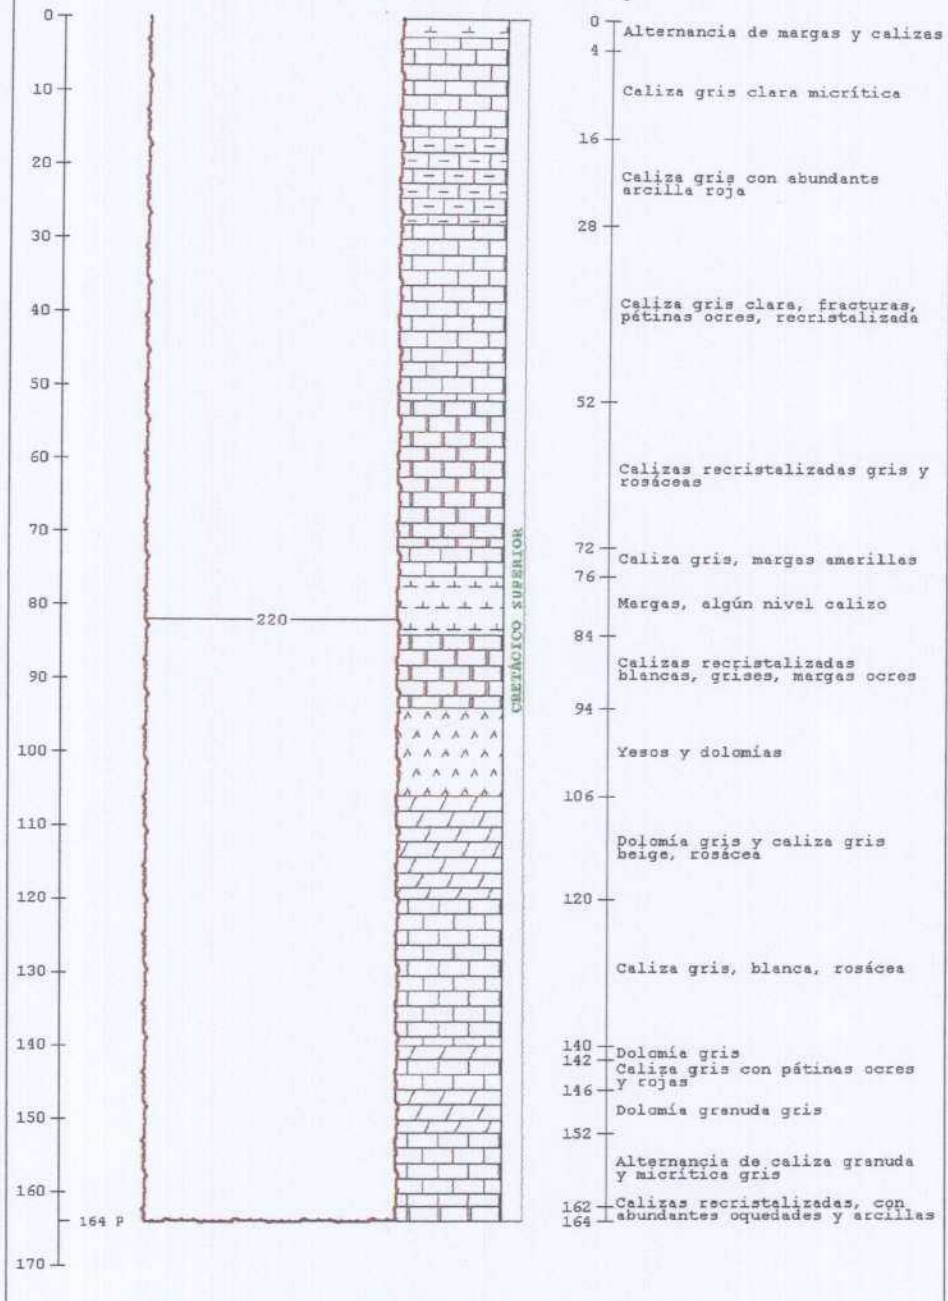 0
10
20
30
40
50
60
70
80
90
100
110
120
130
140
150
160
170
164 P
220
CRETÁCICO SUPERIOR
0
Alternancia de margas y calizas
4
Caliza gris clara micrítica
16
Caliza gris con abundante
arcilla roja
28
Caliza gris clara, fracturas,
pátinas ocres, recristalizada
52
Calizas recristalizadas gris y
rosáceas
72
Caliza gris, margas amarillas
76
Margas, algún nivel calizo
84
Calizas recristalizadas
blancas, grises, margas ocres
94
Yesos y dolomías
106
Dolomía gris y caliza gris
beige, rosácea
120
Caliza gris, blanca, rosácea
140
Dolomía gris
142
Caliza gris con pátinas ocres
y rojas
146
Dolomía granuda gris
152
Alternancia de caliza granuda
y micrítica gris
162
Calizas recristalizadas, con
abundantes oquedades y arcillas
164